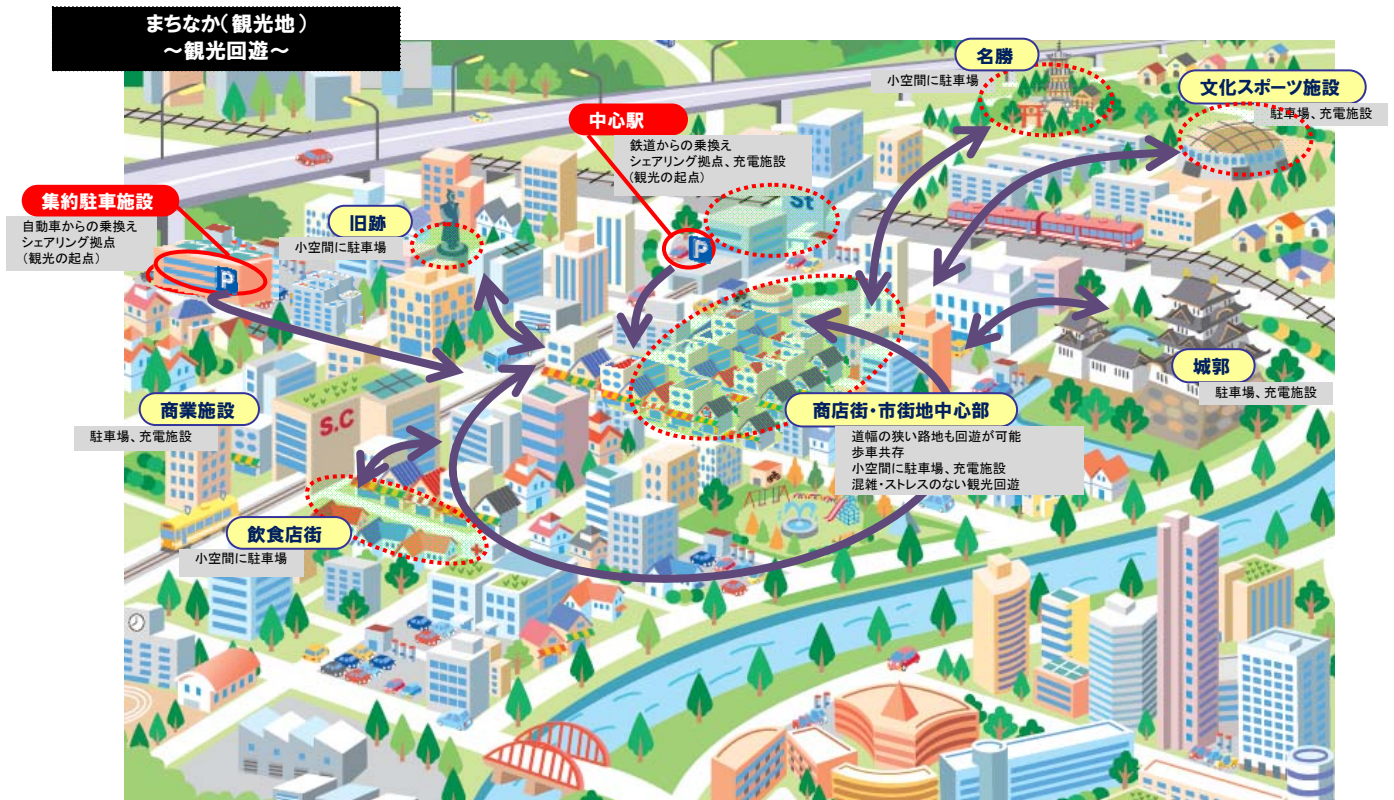 まちなか(観光地)
～観光回遊～
名勝
小空間に駐車場
文化スポーツ施設
駐車場、充電施設
中心駅
鉄道からの乗換え
シェアリング拠点、充電施設
(観光の起点)
集約駐車施設
自動車からの乗換え
シェアリング拠点
(観光の起点)
旧跡
小空間に駐車場
St
P
P
城郭
駐車場、充電施設
商業施設
駐車場、充電施設
S.C
商店街・市街地中心部
道幅の狭い路地も回遊が可能
歩車共存
小空間に駐車場、充電施設
混雑・ストレスのない観光回遊
飲食店街
小空間に駐車場